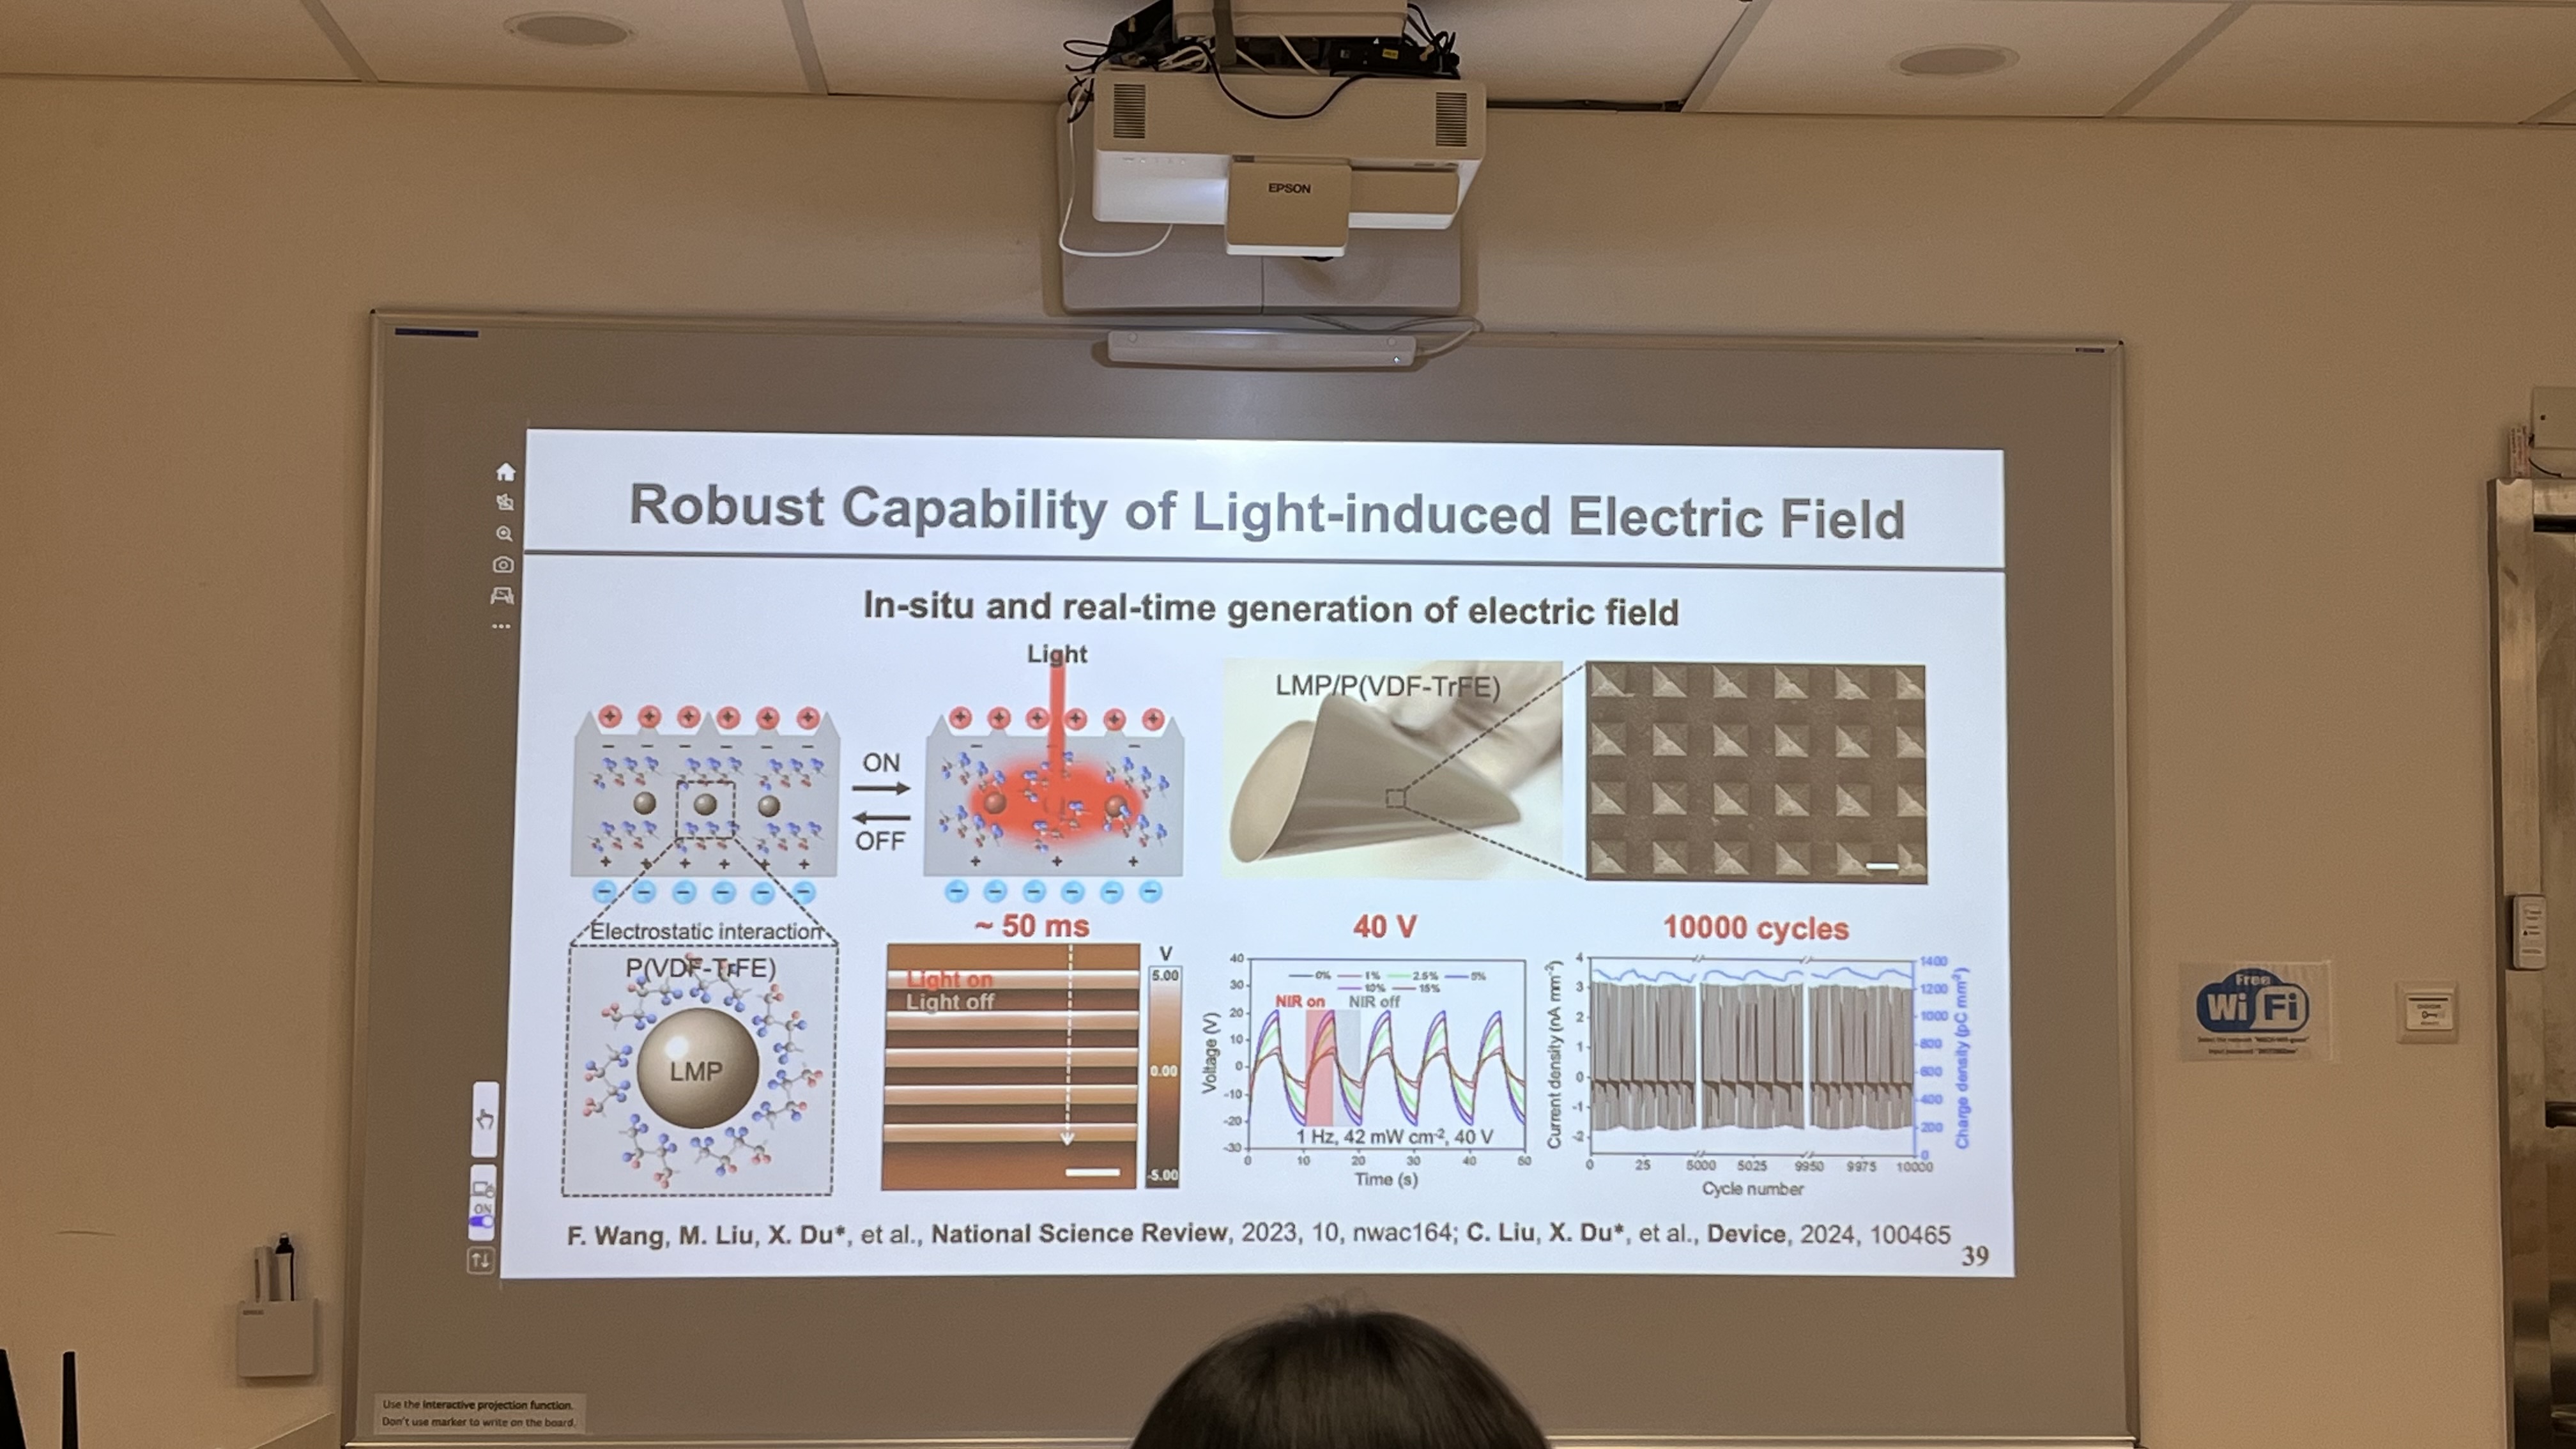 EPSON
Robust Capability of Light-induced Electric Field
In-situ and real-time generation of electric field
Light
ON
OFF
LMP/P(VDF-TrFE)
Electrostatic interaction
P(VDF-TrFE)
LMP
~ 50 ms
Light on
Light off
V
5.00
0.00
-5.00
40 V
0% 1% 2.5% 5%
10% 15%
NIR on NIR off
1 Hz, 42 mW cm-2, 40 V
Voltage (V)
40
30
20
10
0
-10
-20
-30
0 10 20 30 40 50
Time (s)
10000 cycles
Current density (nA mm-2)
4
3
2
1
0
-1
-2
1400
1200
1000
800
600
400
200
0
Charge density (pC mm-2)
0 25 5000 5025 9950 9975 10000
Cycle number
F. Wang, M. Liu, X. Du*, et al., National Science Review, 2023, 10, nwac164; C. Liu, X. Du*, et al., Device, 2024, 100465
39
ON
Free
WiFi
Use the interactive projection function.
Don't use marker to write on the board.